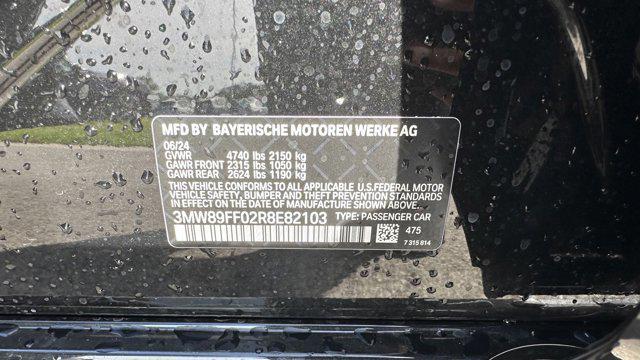 MFD BY BAYERISCHE MOTOREN WERKE AG
06/24
GVWR 4740 lbs 2150 kg
GAWR FRONT 2315 lbs 1050 kg
GAWR REAR 2624 lbs 1190 kg
THIS VEHICLE CONFORMS TO ALL APPLICABLE U.S.FEDERAL MOTOR
VEHICLE SAFETY, BUMPER AND THEFT PREVENTION STANDARDS
IN EFFECT ON THE DATE OF MANUFACTURE SHOWN ABOVE.
3MW89FF02R8E82103 TYPE: PASSENGER CAR
475
7 315 814